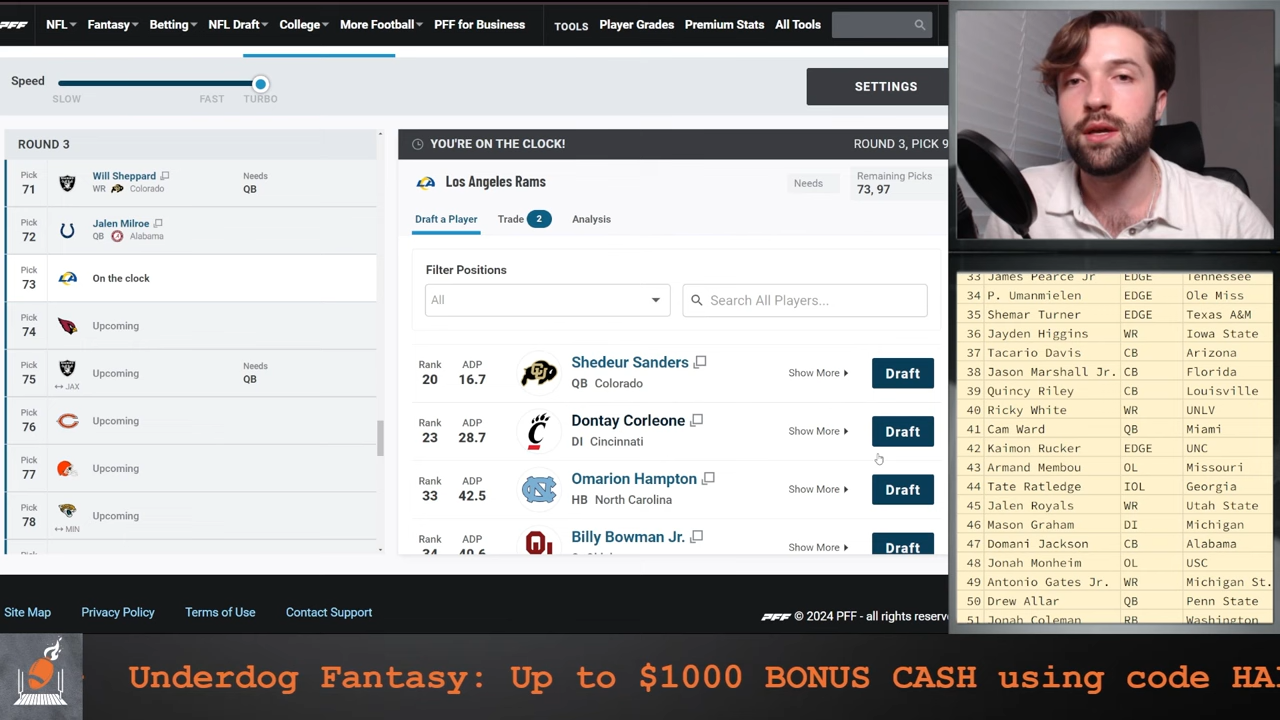 PFF
NFL
Fantasy
Betting
NFL Draft
College
More Football
PFF for Business
TOOLS
Player Grades
Premium Stats
All Tools
Speed
SLOW
FAST
TURBO
SETTINGS
ROUND 3
Pick
71
Will Sheppard
WR Colorado
Needs
QB
Pick
72
Jalen Milroe
QB Alabama
Pick
73
On the clock
Pick
74
Upcoming
Pick
75
Upcoming
↔ JAX
Needs
QB
Pick
76
Upcoming
Pick
77
Upcoming
Pick
78
Upcoming
↔ MIN
YOU'RE ON THE CLOCK!
ROUND 3, PICK 9
Los Angeles Rams
Needs
Remaining Picks
73, 97
Draft a Player
Trade 2
Analysis
Filter Positions
All
Search All Players...
Rank ADP
20 16.7
Shedeur Sanders
QB Colorado
Show More
Draft
Rank ADP
23 28.7
Dontay Corleone
DI Cincinnati
Show More
Draft
Rank ADP
33 42.5
Omarion Hampton
HB North Carolina
Show More
Draft
Rank ADP
34 40.6
Billy Bowman Jr.
Show More
Draft
33 James Pearce Jr EDGE Tennessee
34 P. Umanmielen EDGE Ole Miss
35 Shemar Turner EDGE Texas A&M
36 Jayden Higgins WR Iowa State
37 Tacario Davis CB Arizona
38 Jason Marshall Jr. CB Florida
39 Quincy Riley CB Louisville
40 Ricky White WR UNLV
41 Cam Ward QB Miami
42 Kaimon Rucker EDGE UNC
43 Armand Membou OL Missouri
44 Tate Ratledge IOL Georgia
45 Jalen Royals WR Utah State
46 Mason Graham DI Michigan
47 Domani Jackson CB Alabama
48 Jonah Monheim OL USC
49 Antonio Gates Jr. WR Michigan St.
50 Drew Allar QB Penn State
51 Jonah Coleman RB Washington
Site Map
Privacy Policy
Terms of Use
Contact Support
PFF © 2024 PFF - all rights reserv
Underdog Fantasy: Up to $1000 BONUS CASH using code HA